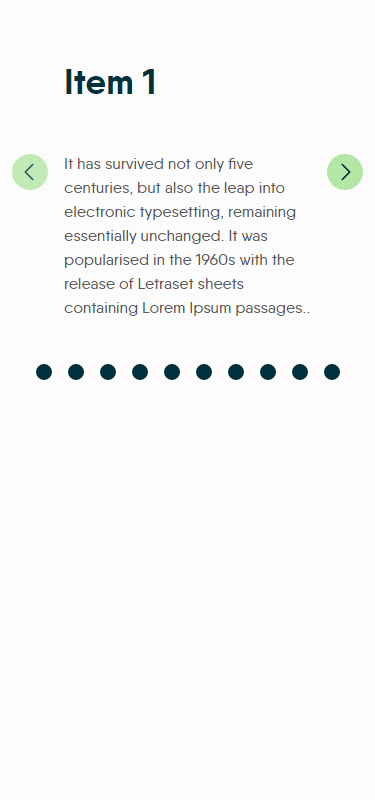 Item 1
It has survived not only five
centuries, but also the leap into
electronic typesetting, remaining
essentially unchanged. It was
popularised in the 1960s with the
release of Letraset sheets
containing Lorem Ipsum passages..